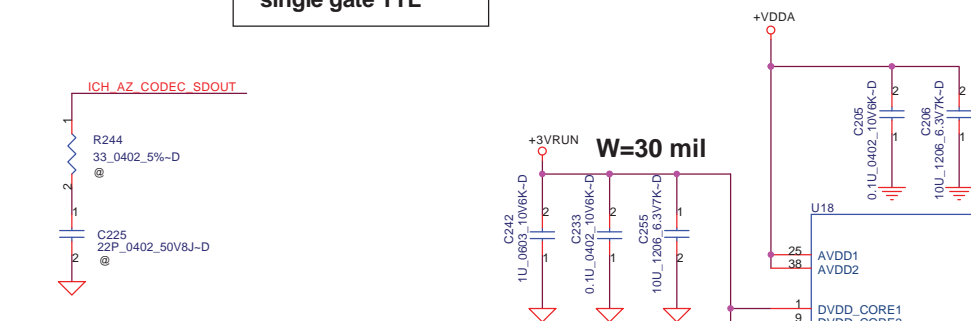 single gate TTL
+VDDA
ICH_AZ_CODEC_SDOUT
1
R244
33_0402_5%~D
@
2
1
C225
22P_0402_50V8J~D
@
2
+3VRUN
W=30 mil
C242
1U_0603_10V6K~D
2
1
C233
0.1U_0402_10V6K~D
2
1
C255
10U_1206_6.3V7K~D
1
2
C205
0.1U_0402_10V6K~D
2
1
C206
10U_1206_6.3V7K~D
2
1
U18
25
AVDD1
38
AVDD2
1
DVDD_CORE1
9